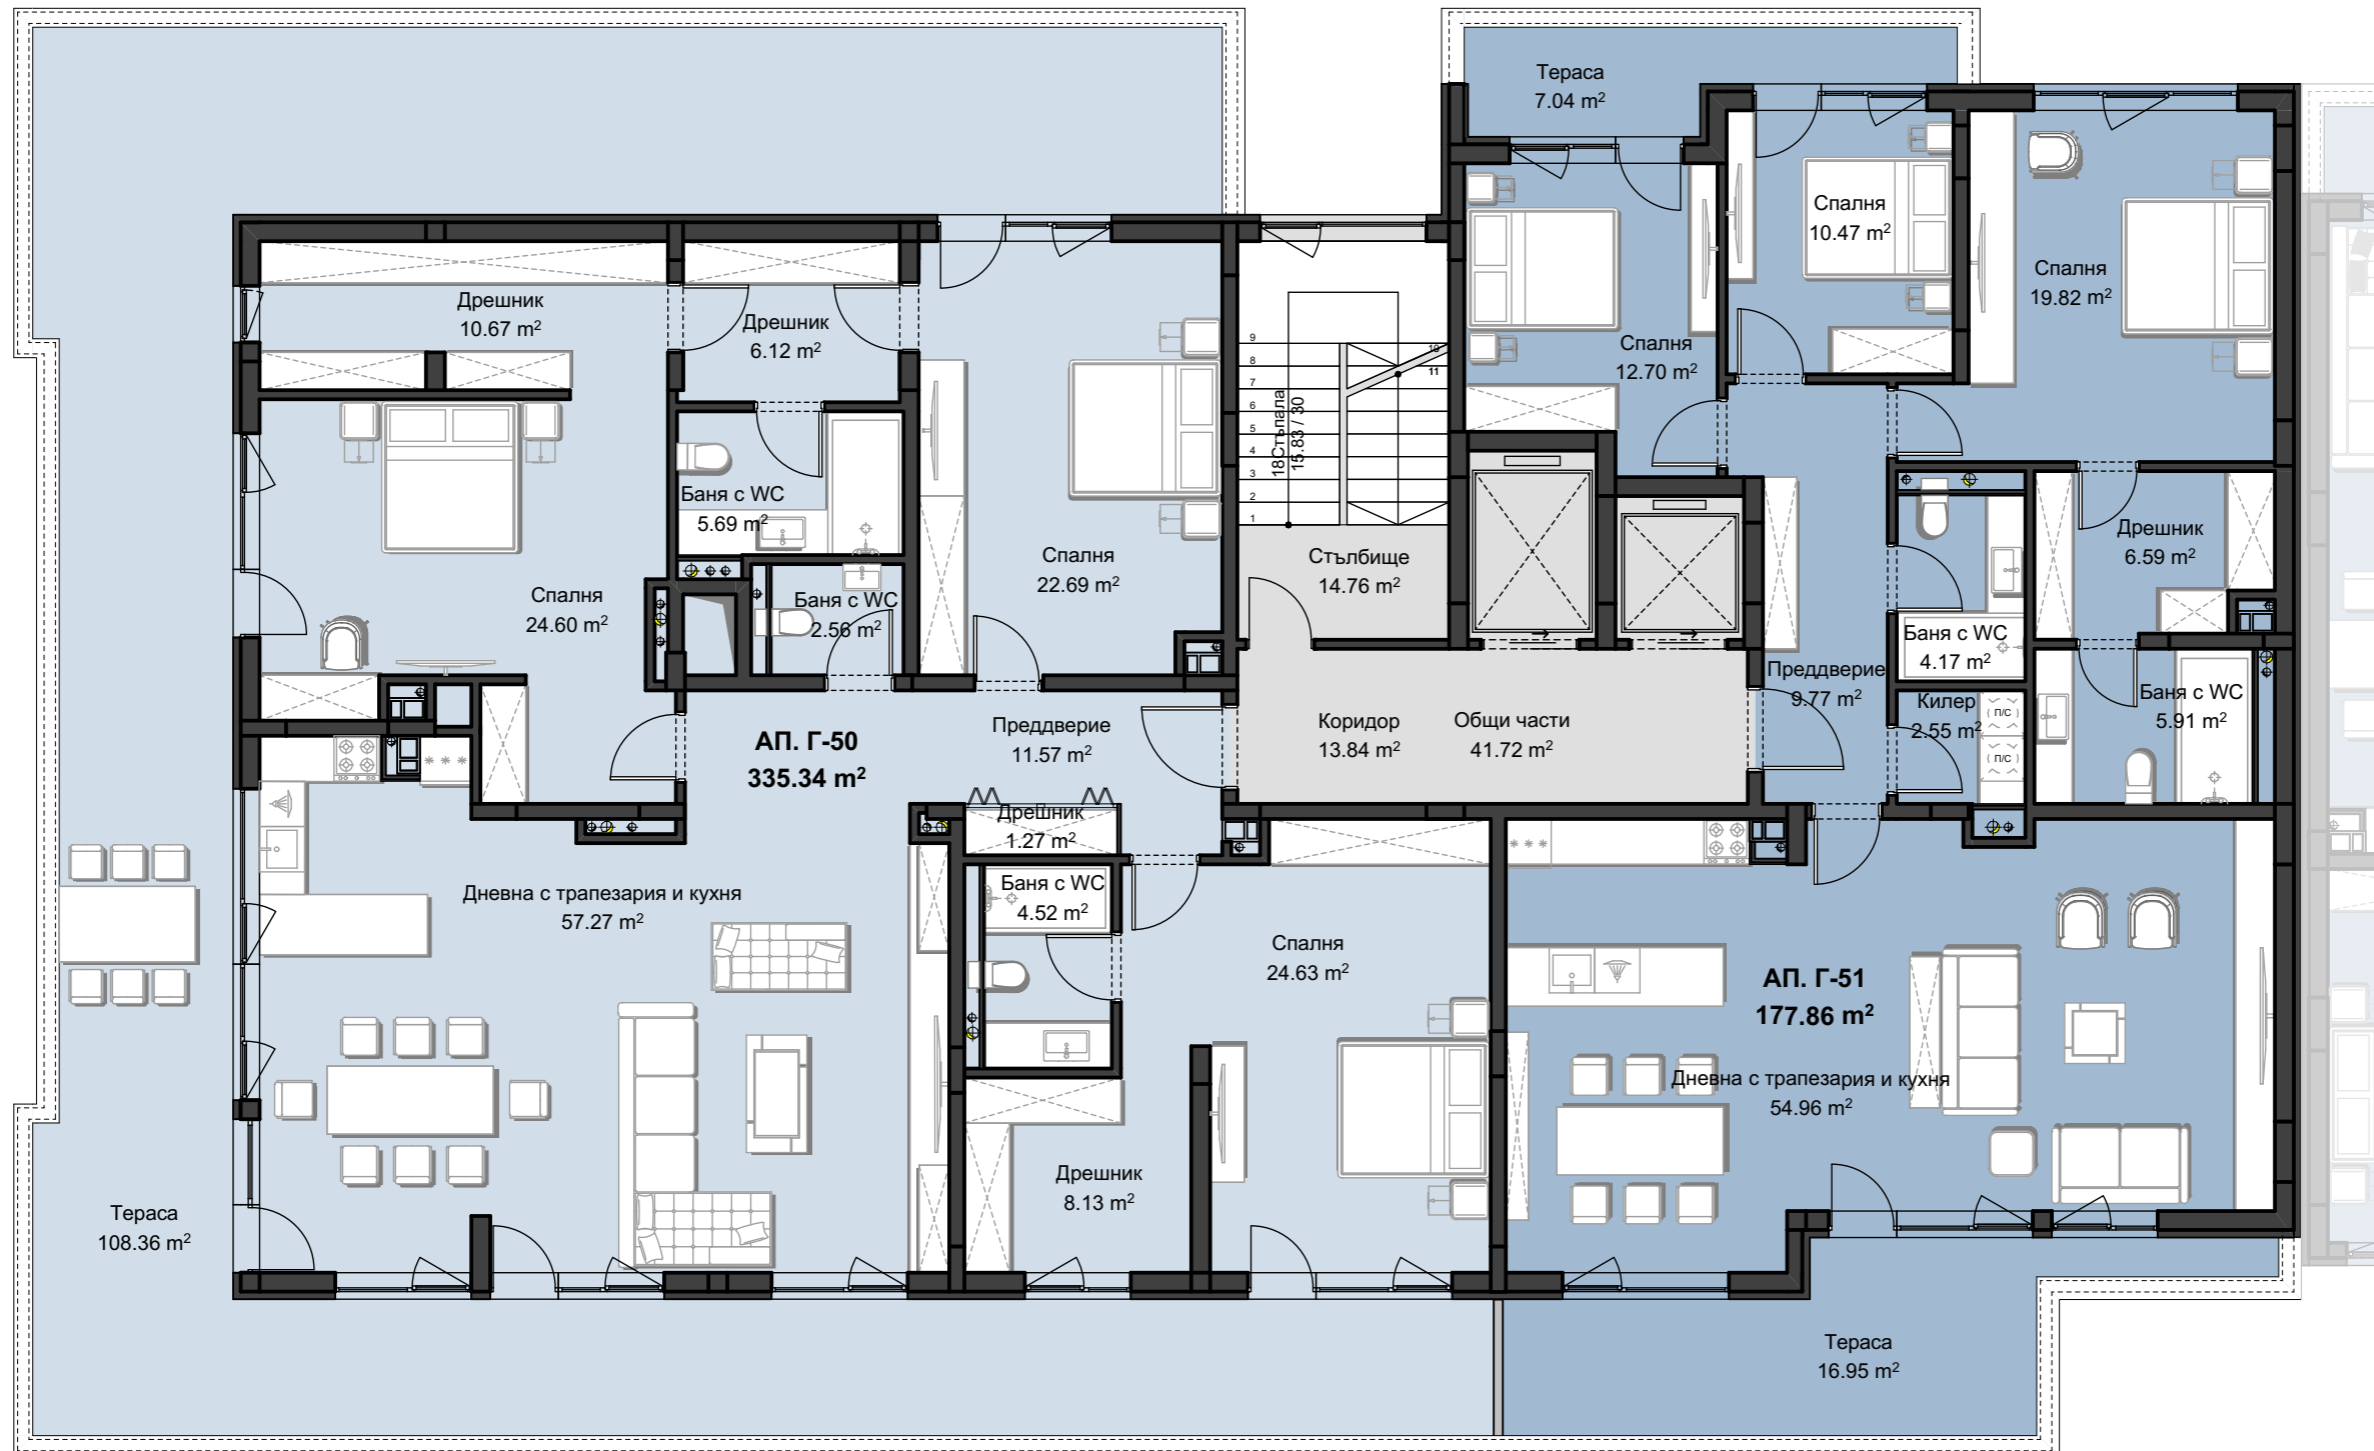 Тераса
7.04 m²
Спалня
10.47 m²
Спалня
19.82 m²
Спалня
12.70 m²
Дрешник
10.67 m²
Дрешник
6.12 m²
Баня с WC
5.69 m²
Баня с WC
2.56 m²
Спалня
24.60 m²
Спалня
22.69 m²
9
8
7
6
5
4
3
2
1
10
11
18Стъпала
15.83 / 30
Стълбище
14.76 m²
Дрешник
6.59 m²
Баня с WC
4.17 m²
Преддверие
9.77 m²
Килер
2.55 m²
п/с
п/с
Баня с WC
5.91 m²
АП. Г-50
335.34 m²
Преддверие
11.57 m²
Коридор
13.84 m²
Общи части
41.72 m²
Дрешник
1.27 m²
Дневна с трапезария и кухня
57.27 m²
Баня с WC
4.52 m²
Спалня
24.63 m²
АП. Г-51
177.86 m²
Дневна с трапезария и кухня
54.96 m²
Дрешник
8.13 m²
Тераса
108.36 m²
Тераса
16.95 m²